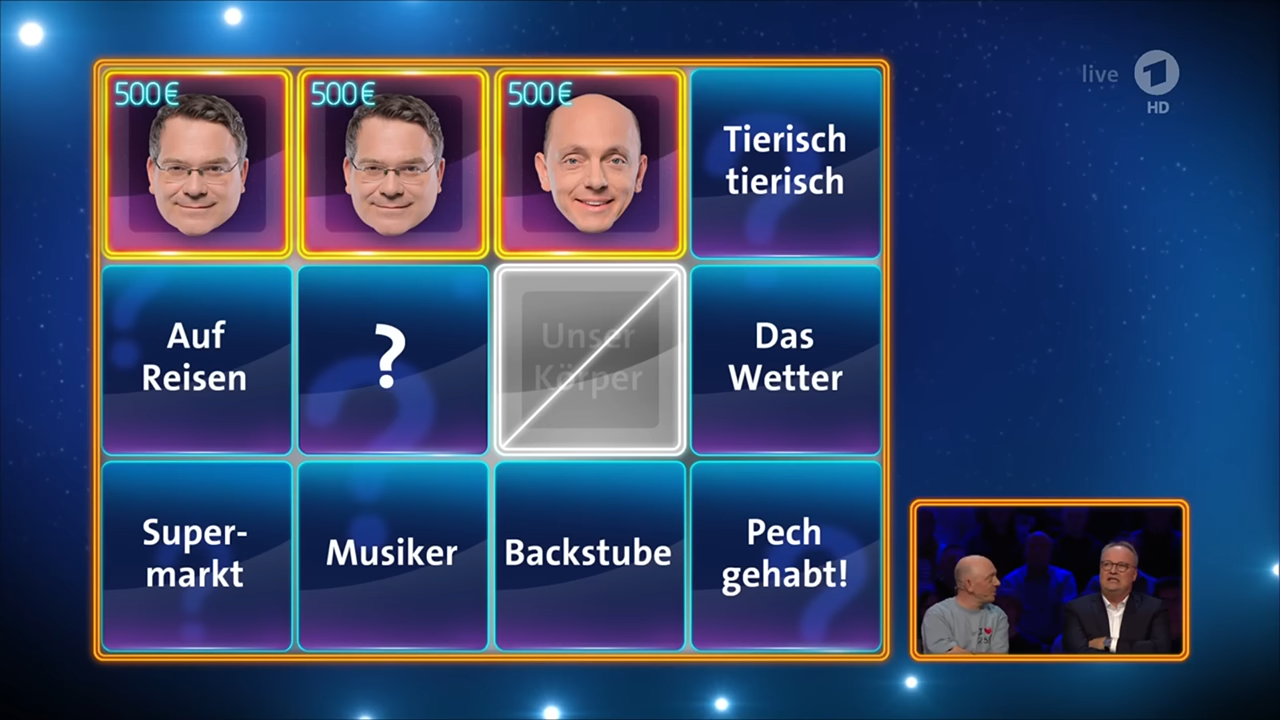 live
HD
500€
500€
500€
Tierisch
tierisch
Auf
Reisen
?
Unser
Körper
Das
Wetter
Super-
markt
Musiker
Backstube
Pech
gehabt!